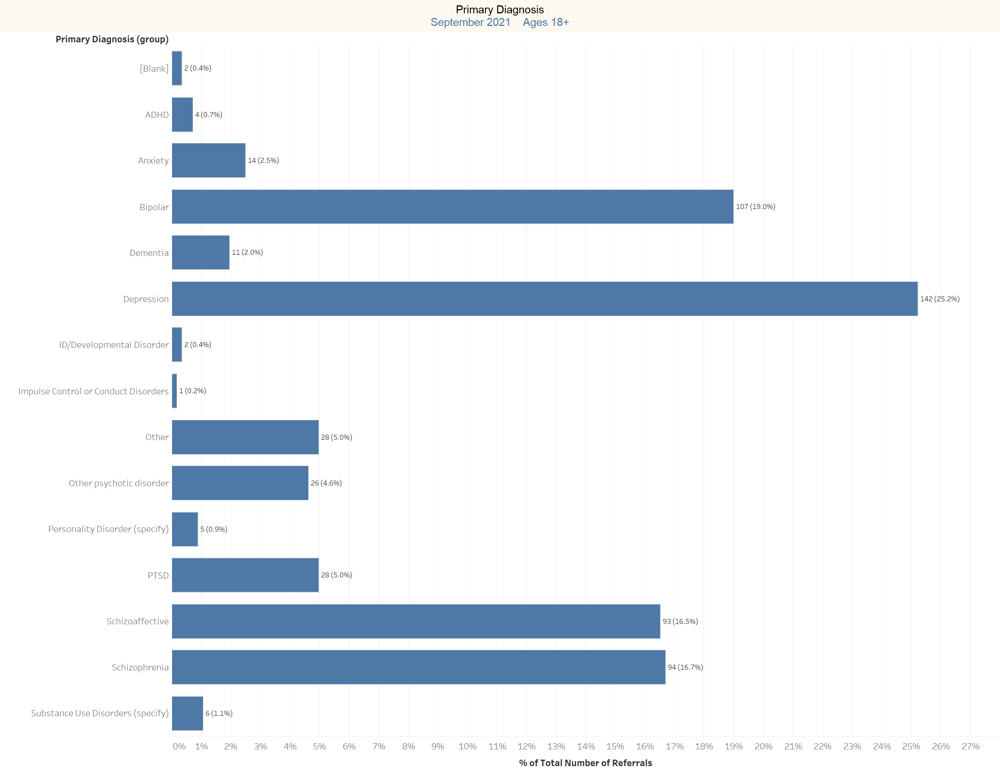 Primary Diagnosis
September 2021 Ages 18+
Primary Diagnosis (group)
[Blank] 2 (0.4%)
ADHD 4 (0.7%)
Anxiety 14 (2.5%)
Bipolar 107 (19.0%)
Dementia 11 (2.0%)
Depression 142 (25.2%)
ID/Developmental Disorder 2 (0.4%)
Impulse Control or Conduct Disorders 1 (0.2%)
Other 28 (5.0%)
Other psychotic disorder 26 (4.6%)
Personality Disorder (specify) 5 (0.9%)
PTSD 28 (5.0%)
Schizoaffective 93 (16.5%)
Schizophrenia 94 (16.7%)
Substance Use Disorders (specify) 6 (1.1%)
0% 1% 2% 3% 4% 5% 6% 7% 8% 9% 10% 11% 12% 13% 14% 15% 16% 17% 18% 19% 20% 21% 22% 23% 24% 25% 26% 27%
% of Total Number of Referrals